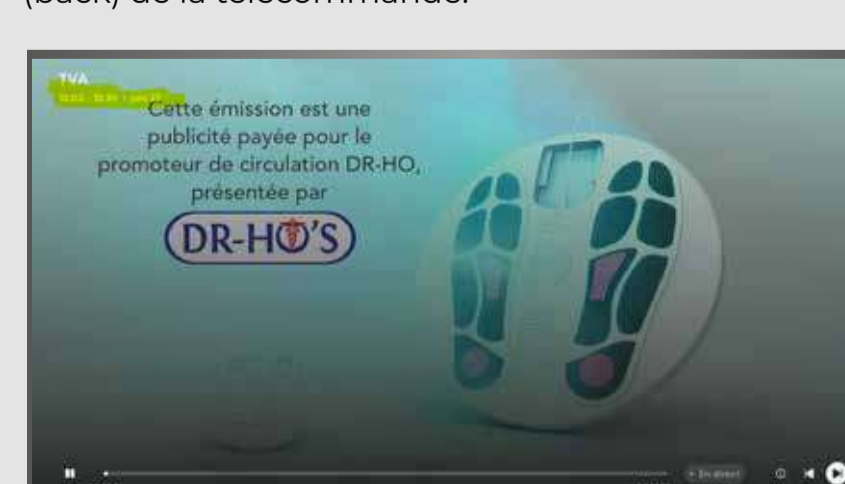 (back) de la télécommande.
TVA
Cette émission est une
publicité payée pour le
promoteur de circulation DR-HO,
présentée par
DR-HO'S
En direct